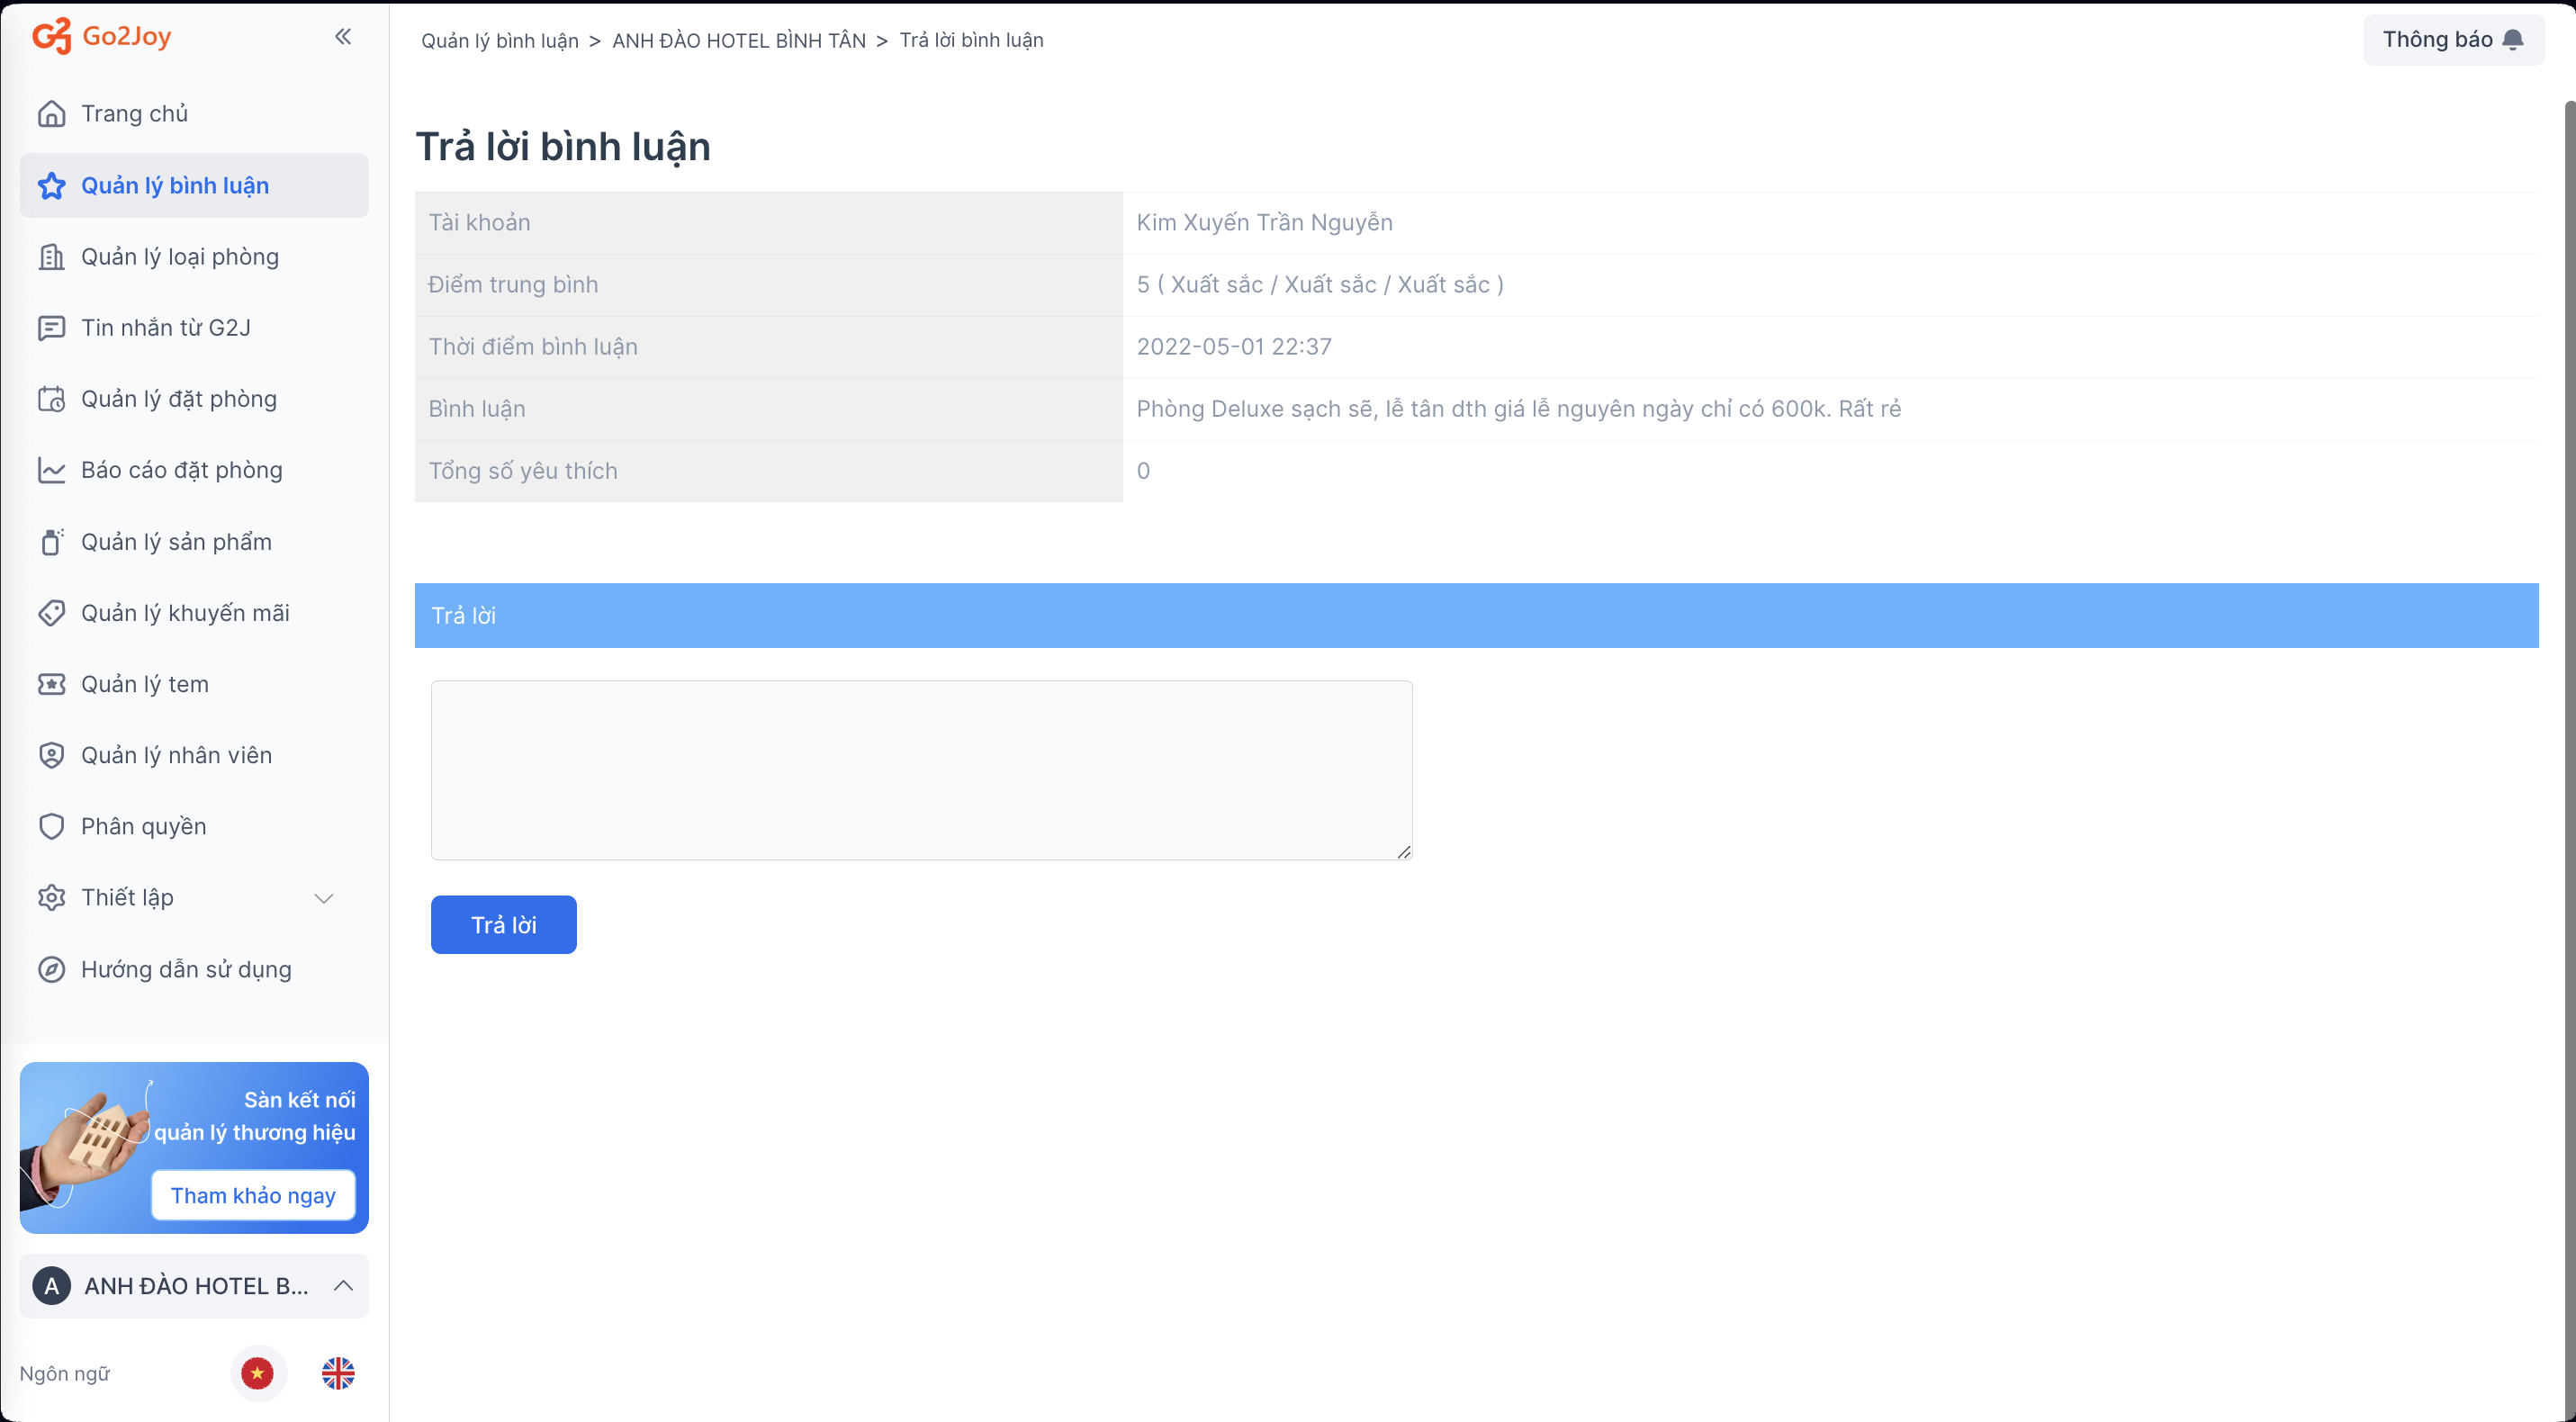 Go2Joy
Trang chủ
Quản lý bình luận
Quản lý loại phòng
Tin nhắn từ G2J
Quản lý đặt phòng
Báo cáo đặt phòng
Quản lý sản phẩm
Quản lý khuyến mãi
Quản lý tem
Quản lý nhân viên
Phân quyền
Thiết lập
Hướng dẫn sử dụng
Sàn kết nối
quản lý thương hiệu
Tham khảo ngay
A ANH ĐÀO HOTEL B...
Ngôn ngữ
Quản lý bình luận > ANH ĐÀO HOTEL BÌNH TÂN > Trả lời bình luận
Thông báo
Trả lời bình luận
Tài khoản Kim Xuyến Trần Nguyễn
Điểm trung bình 5 ( Xuất sắc / Xuất sắc / Xuất sắc )
Thời điểm bình luận 2022-05-01 22:37
Bình luận Phòng Deluxe sạch sẽ, lễ tân dth giá lễ nguyên ngày chỉ có 600k. Rất rẻ
Tổng số yêu thích 0
Trả lời
Trả lời